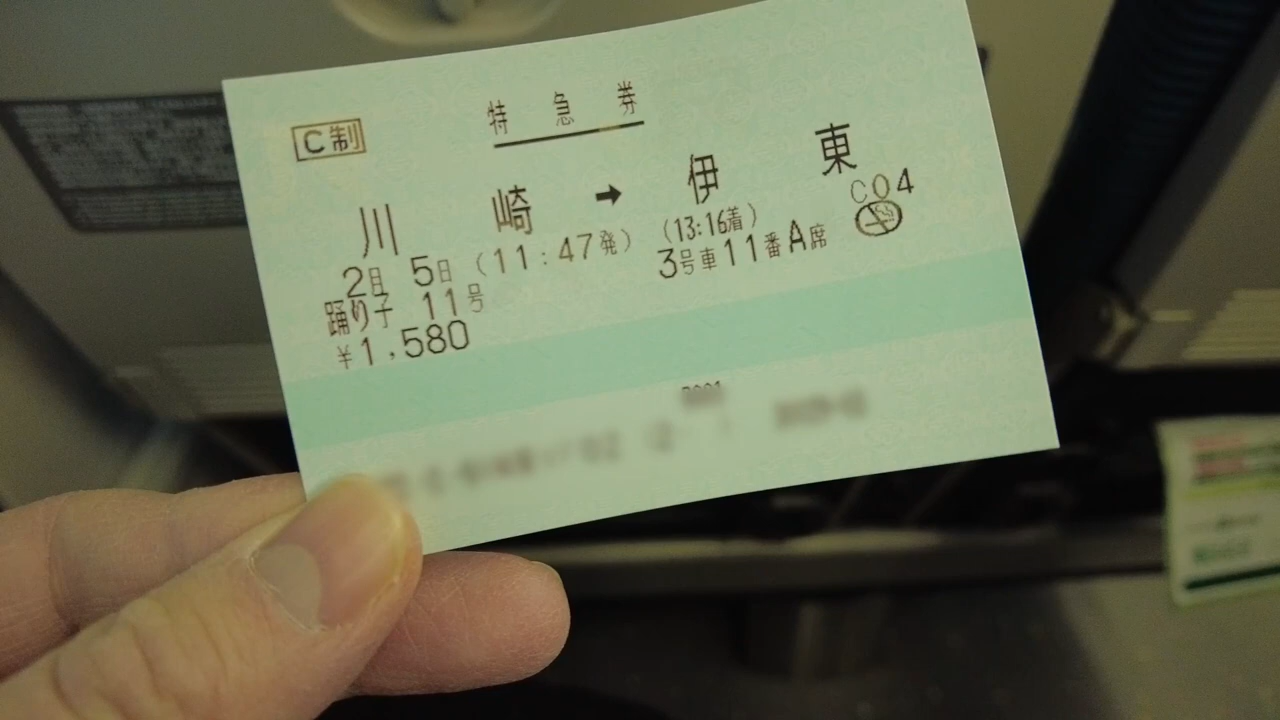 C制 特急券
川崎 → 伊東
2月 5日 (11:47発) (13:16着) C04
踊り子 11号 3号車11番A席
¥1,580